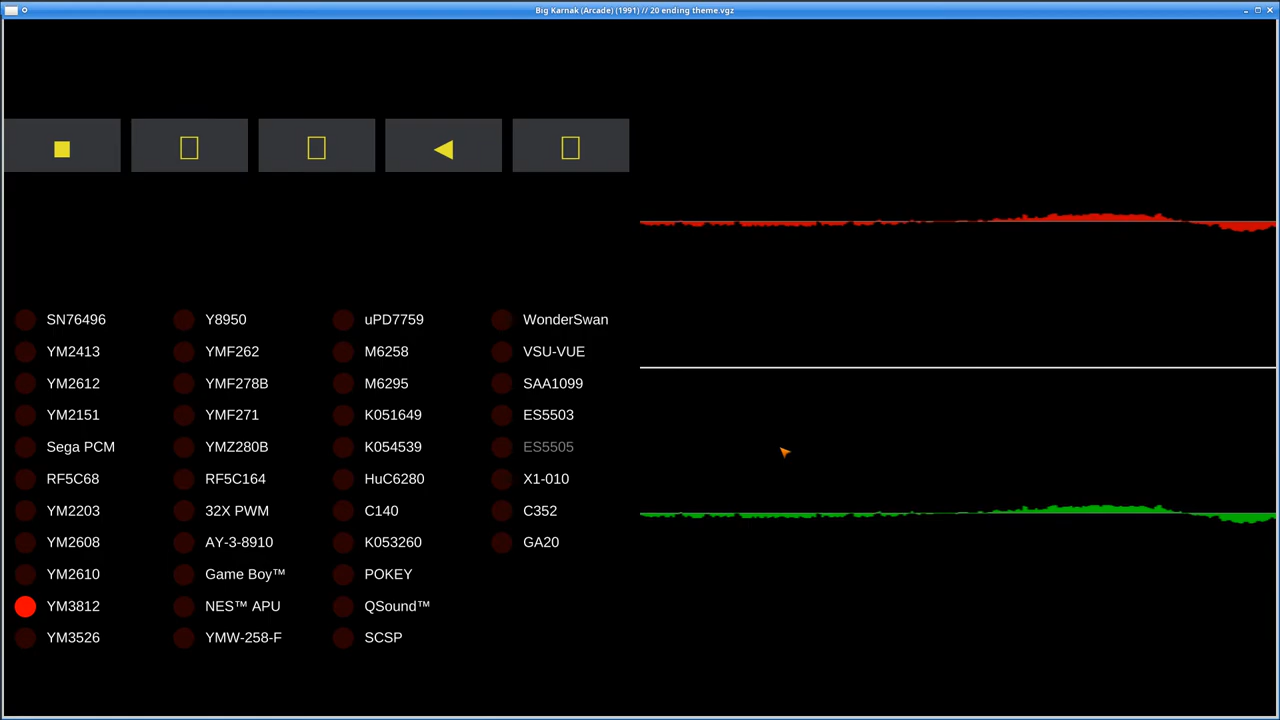 Big Karnak (Arcade) (1991) // 20 ending theme.vgz
SN76496 Y8950 uPD7759 WonderSwan
YM2413 YMF262 M6258 VSU-VUE
YM2612 YMF278B M6295 SAA1099
YM2151 YMF271 K051649 ES5503
Sega PCM YMZ280B K054539 ES5505
RF5C68 RF5C164 HuC6280 X1-010
YM2203 32X PWM C140 C352
YM2608 AY-3-8910 K053260 GA20
YM2610 Game Boy™ POKEY
YM3812 NES™ APU QSound™
YM3526 YMW-258-F SCSP